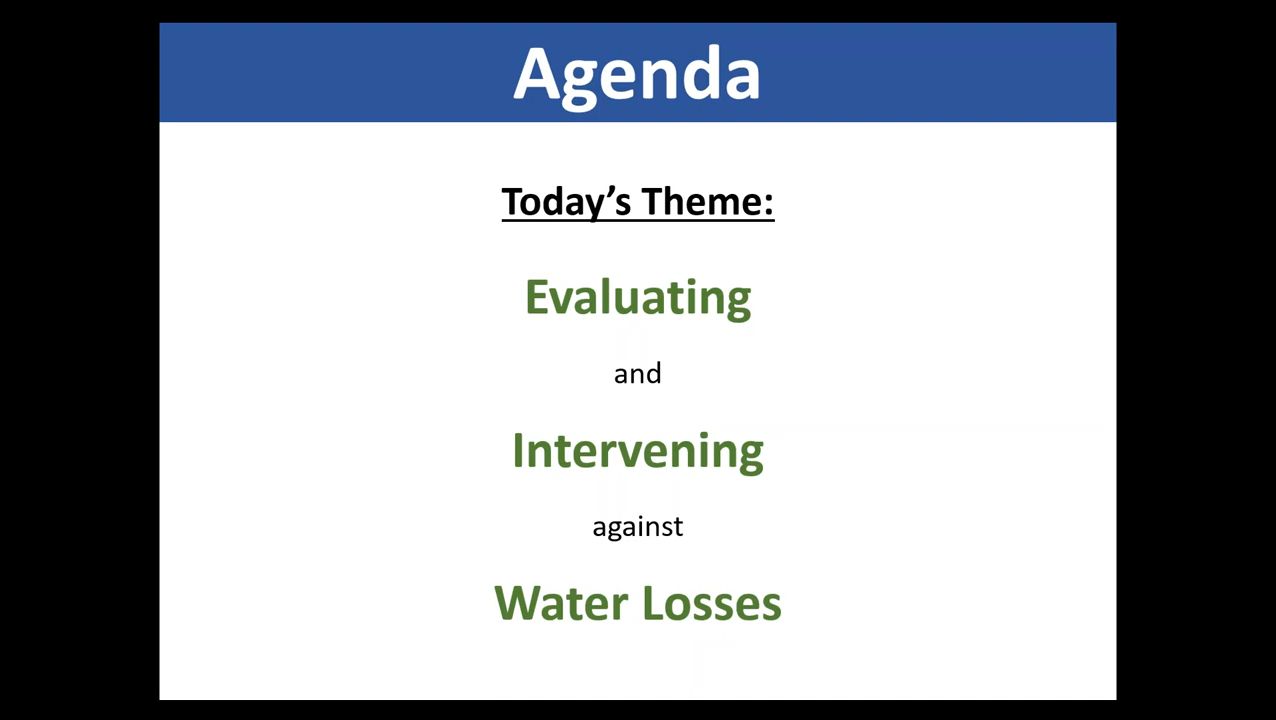 Agenda
Today’s Theme:
Evaluating
and
Intervening
against
Water Losses